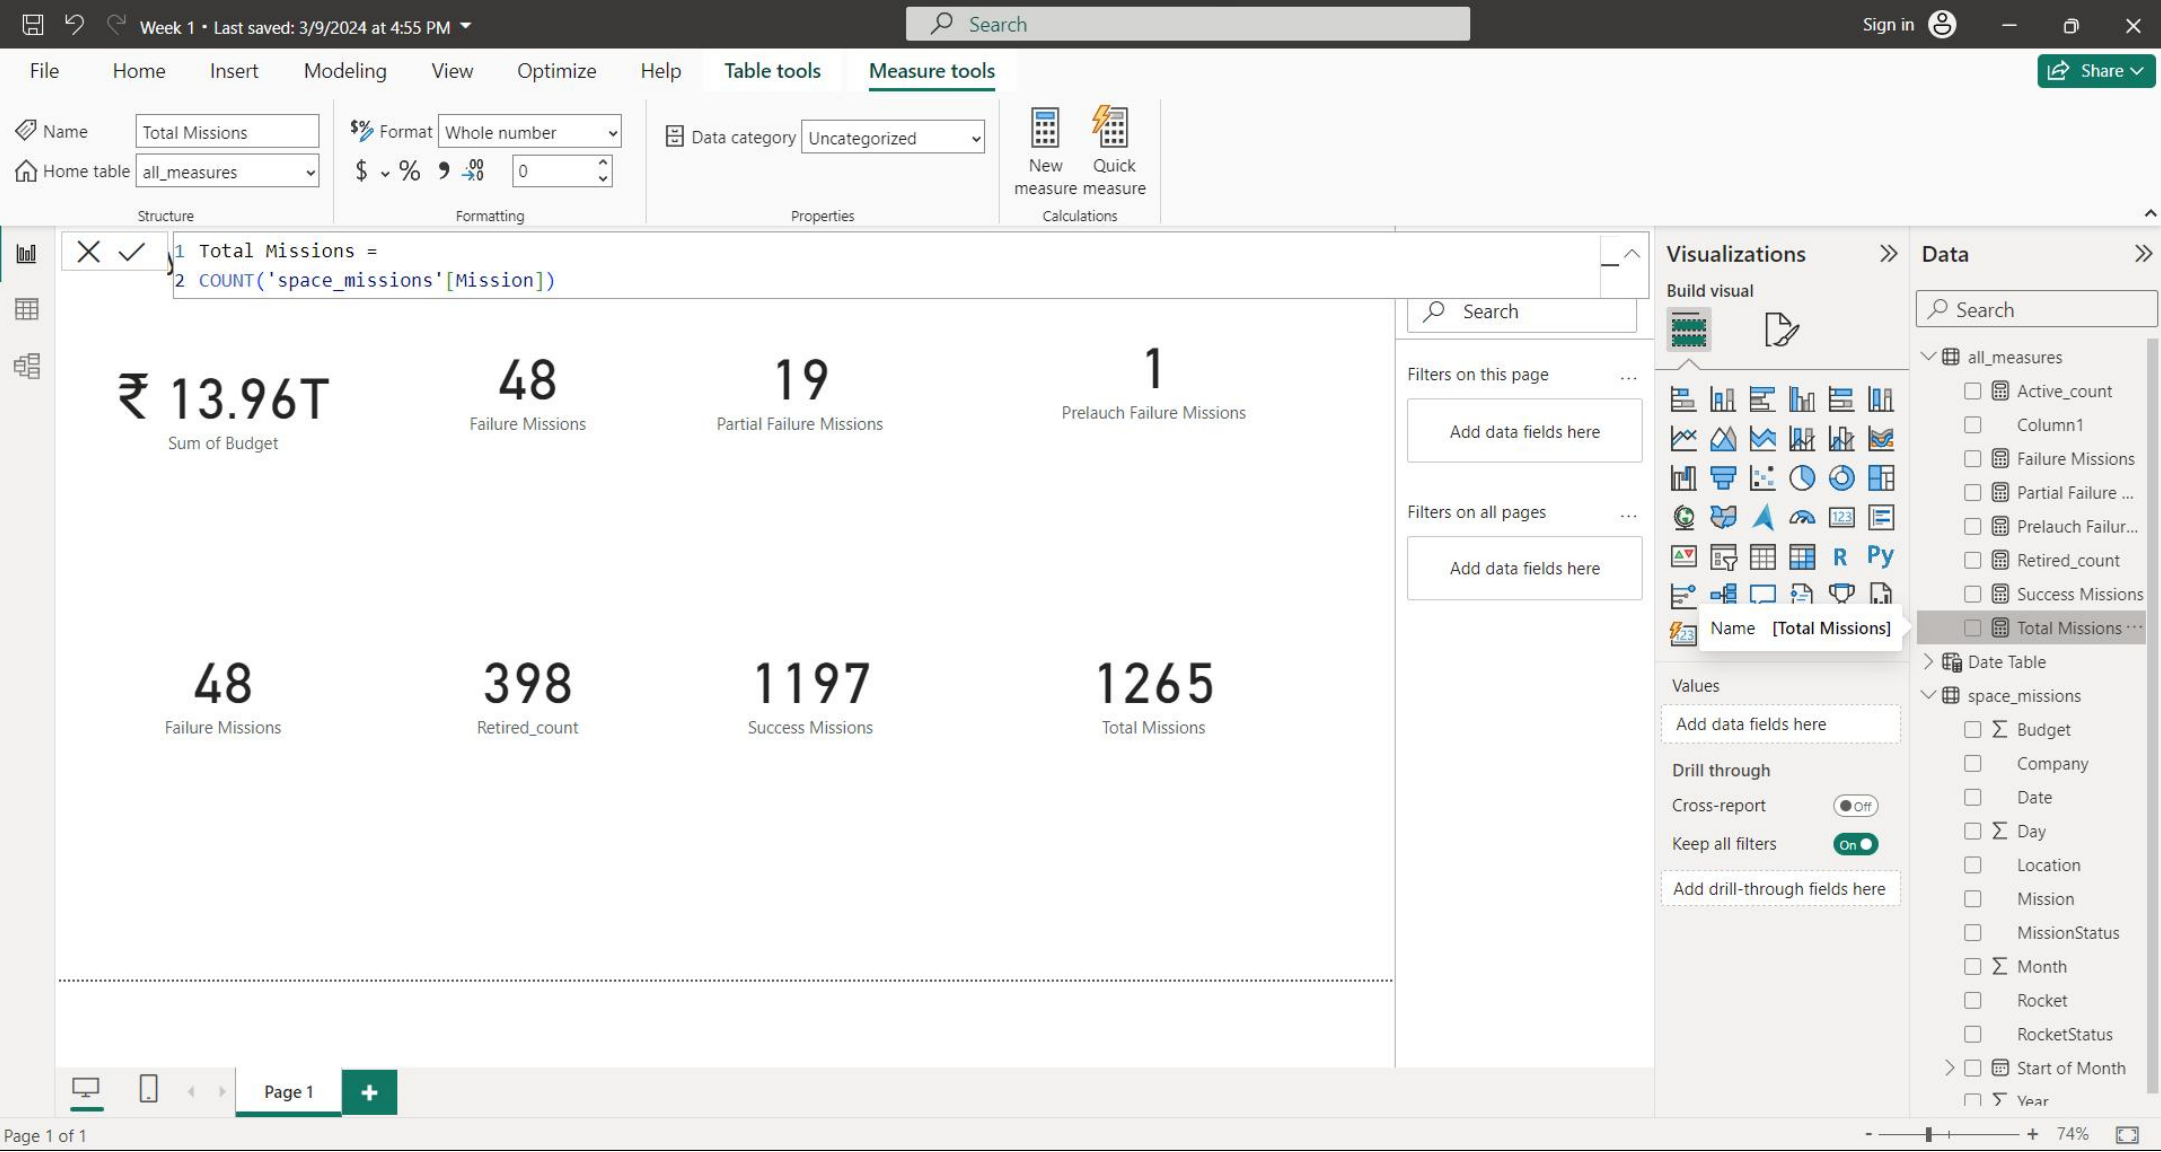 Week 1 • Last saved: 3/9/2024 at 4:55 PM
Search
Sign in
File Home Insert Modeling View Optimize Help Table tools Measure tools
Share
Name Total Missions
Home table all_measures
Structure
Format Whole number
$ % 9 .00 0
Formatting
Data category Uncategorized
Properties
New measure
Quick measure
Calculations
1 Total Missions =
2 COUNT('space_missions'[Mission])
₹ 13.96T
Sum of Budget
48
Failure Missions
19
Partial Failure Missions
1
Prelauch Failure Missions
48
Failure Missions
398
Retired_count
1197
Success Missions
1265
Total Missions
Search
Filters on this page ...
Add data fields here
Filters on all pages ...
Add data fields here
Visualizations
Build visual
123
R Py
123
Name [Total Missions]
Values
Add data fields here
Drill through
Cross-report Off
Keep all filters On
Add drill-through fields here
Data
Search
all_measures
Active_count
Column1
Failure Missions
Partial Failure ...
Prelauch Failur...
Retired_count
Success Missions
Total Missions ...
Date Table
space_missions
Σ Budget
Company
Date
Σ Day
Location
Mission
MissionStatus
Σ Month
Rocket
RocketStatus
Start of Month
Σ Year
Page 1
+
Page 1 of 1
- + 74%